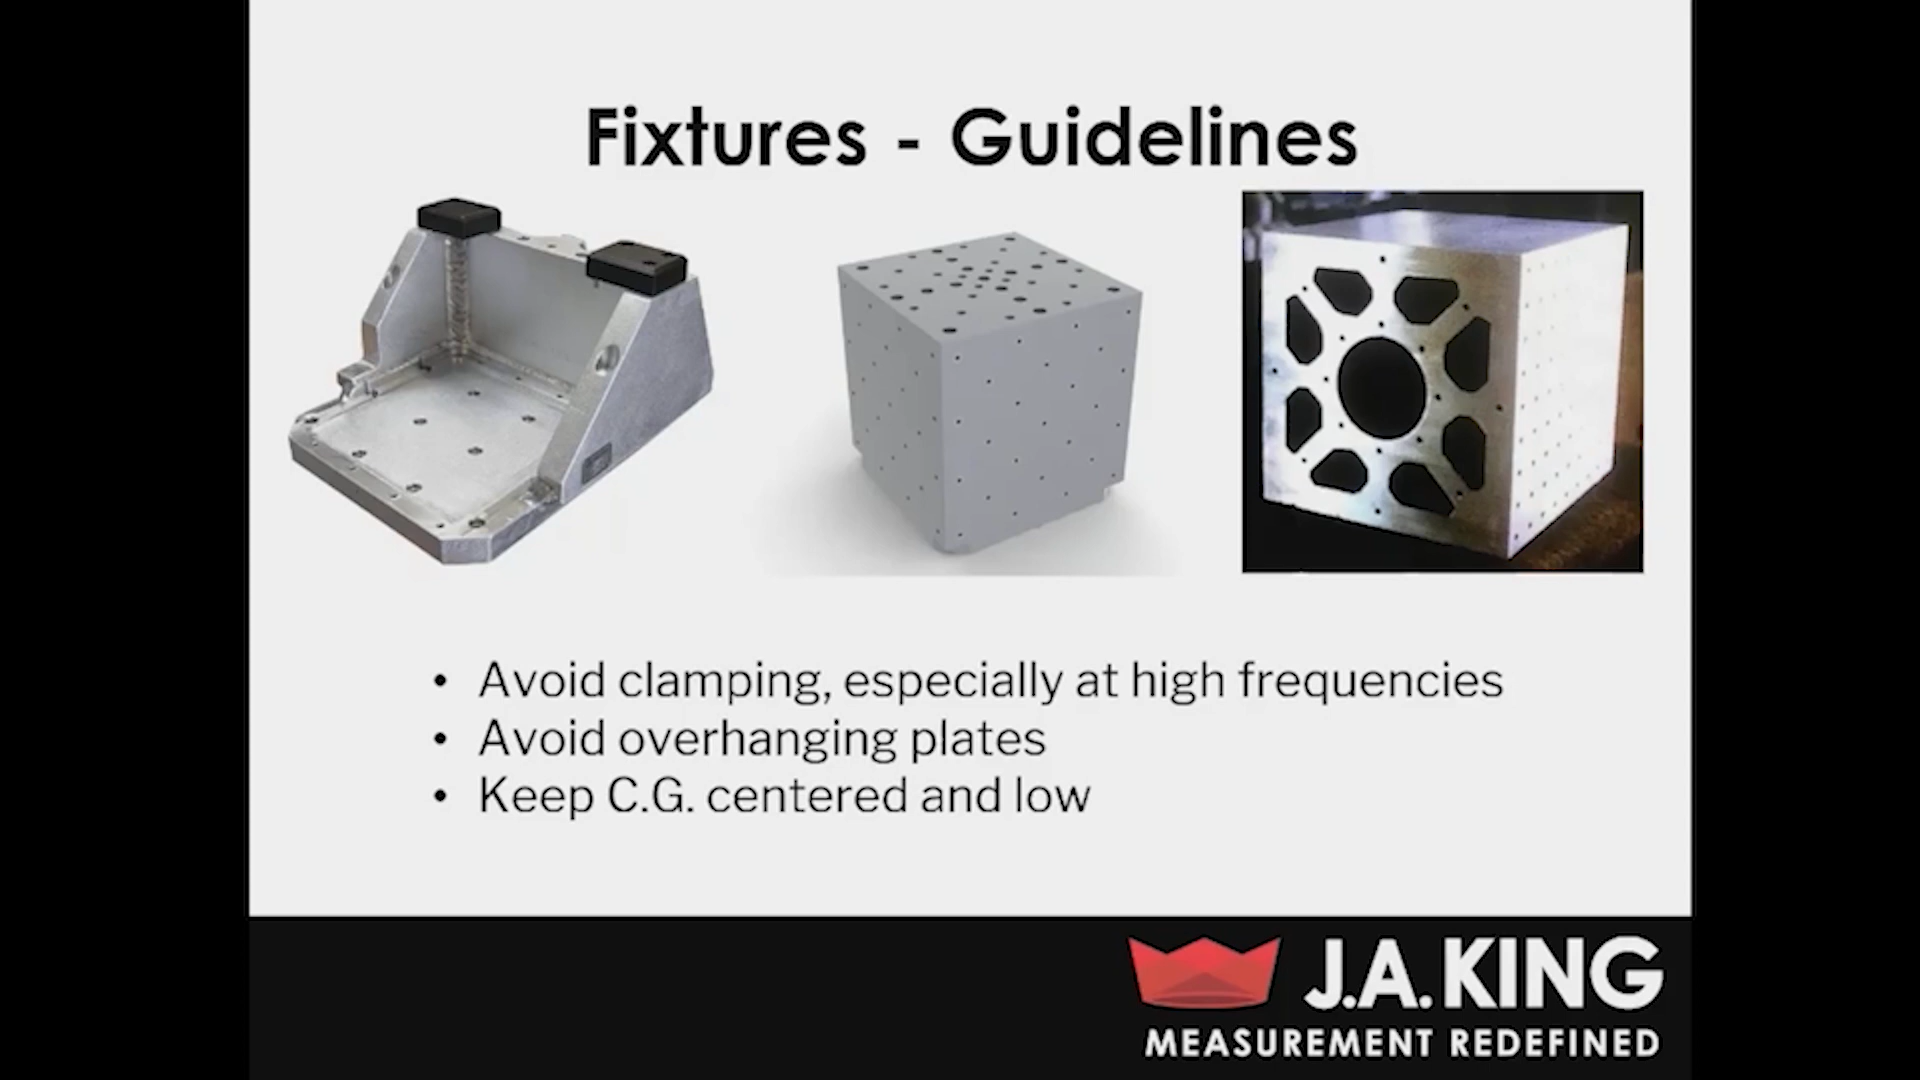 Fixtures - Guidelines
• Avoid clamping, especially at high frequencies
• Avoid overhanging plates
• Keep C.G. centered and low
J.A. KING
MEASUREMENT REDEFINED